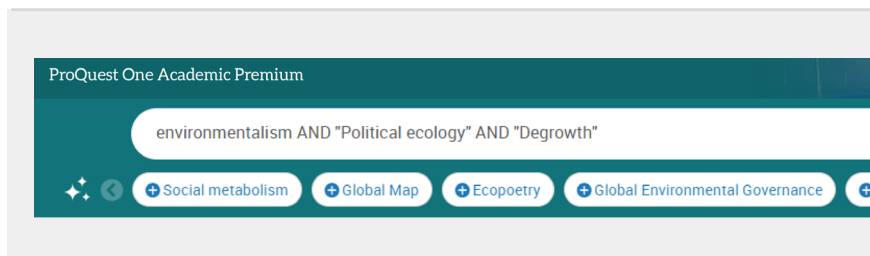 ProQuest One Academic Premium
environmentalism AND "Political ecology" AND "Degrowth"
Social metabolism Global Map Ecopoetry Global Environmental Governance